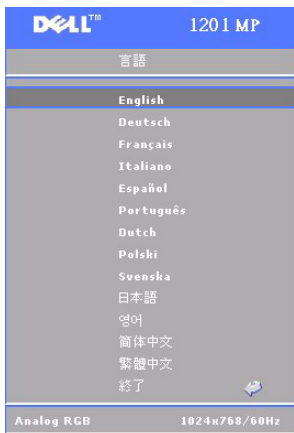 DELL™ 1201 MP
言語
English
Deutsch
Français
Italiano
Español
Português
Dutch
Polski
Svenska
日本語
영어
简体中文
繁體中文
終了
Analog RGB 1024x768/60Hz